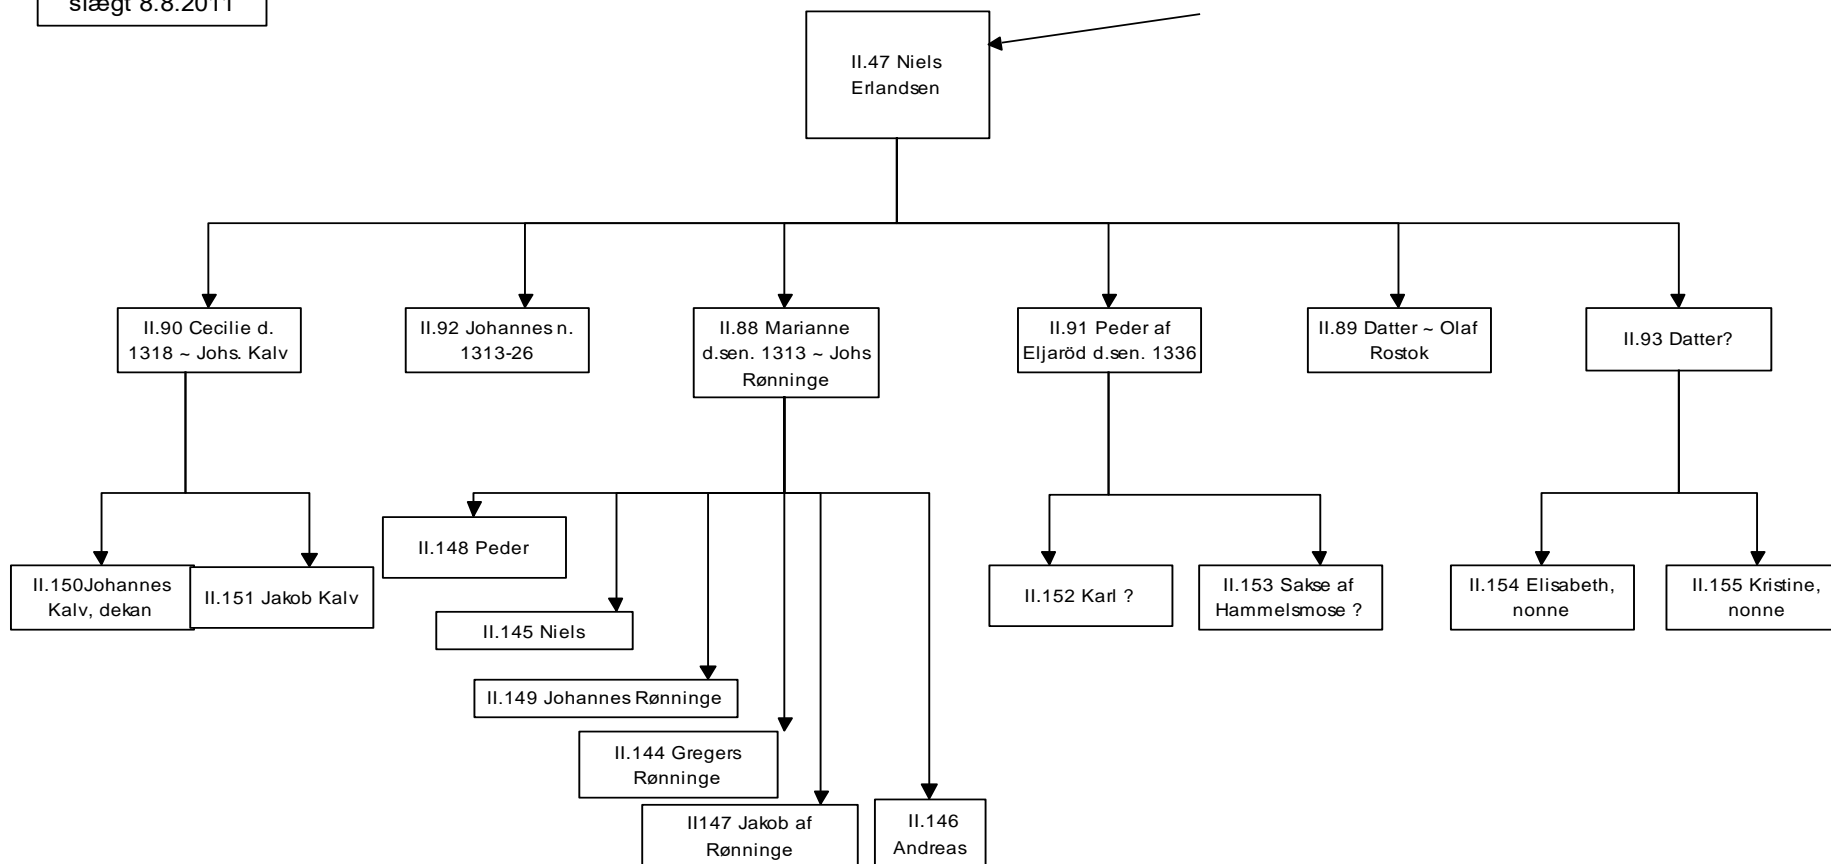 slægt 8.8.2011
II.47 Niels
Erlandsen
II.90 Cecilie d.
1318 ~ Johs. Kalv
II.92 Johannes n.
1313-26
II.88 Marianne
d.sen. 1313 ~ Johs
Rønninge
II.91 Peder af
Eljaröd d.sen. 1336
II.89 Datter ~ Olaf
Rostok
II.93 Datter?
II.150Johannes
Kalv, dekan
II.151 Jakob Kalv
II.148 Peder
II.145 Niels
II.149 Johannes Rønninge
II.144 Gregers
Rønninge
II147 Jakob af
Rønninge
II.146
Andreas
II.152 Karl ?
II.153 Sakse af
Hammelsmose ?
II.154 Elisabeth,
nonne
II.155 Kristine,
nonne